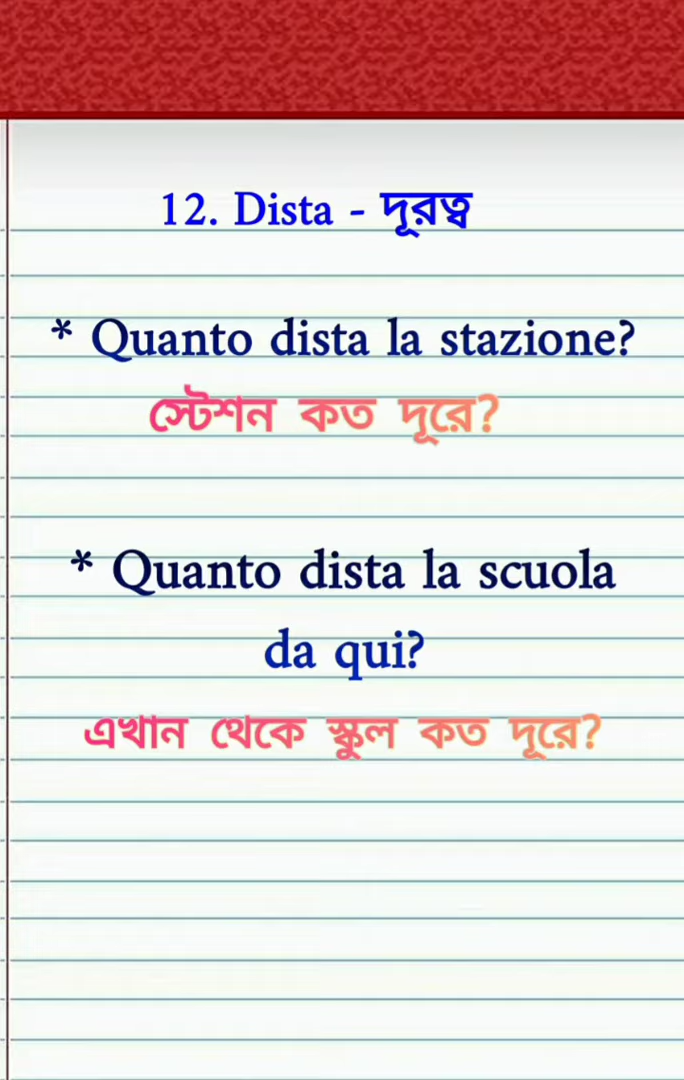 12. Dista - দূরত্ব
* Quanto dista la stazione?
স্টেশন কত দূরে?
* Quanto dista la scuola
da qui?
এখান থেকে স্কুল কত দূরে?